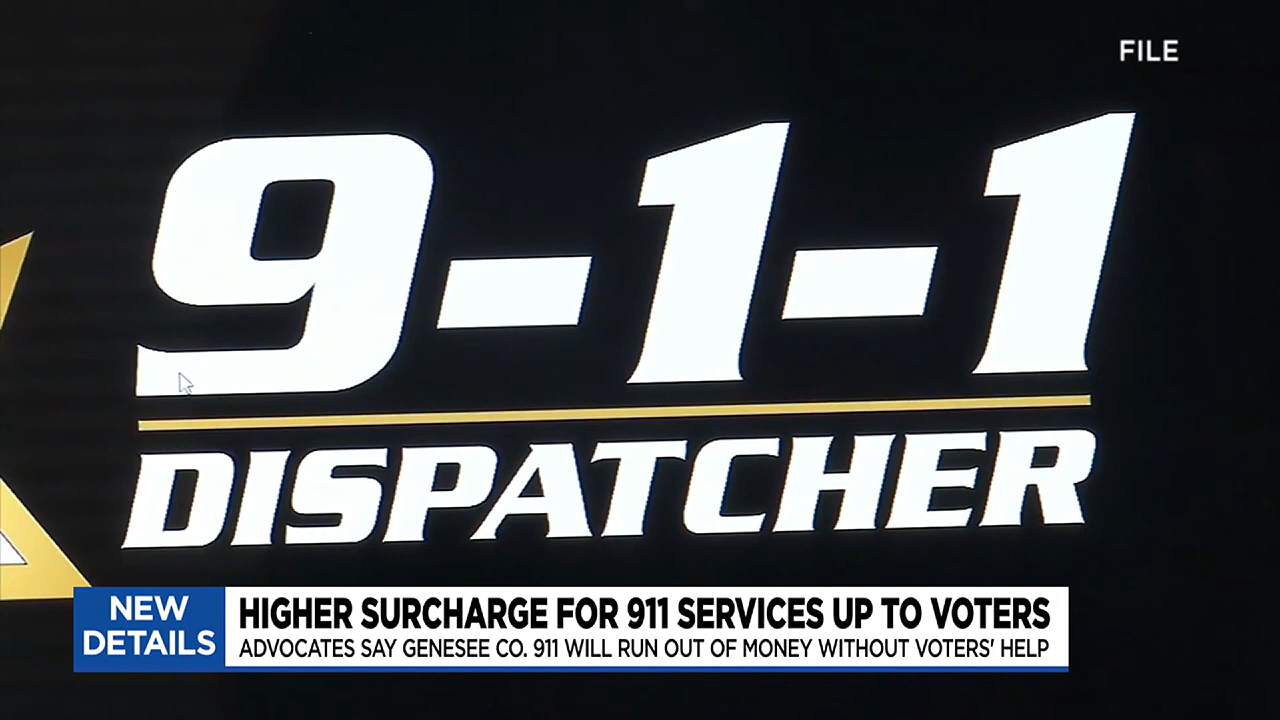 FILE
9-1-1
DISPATCHER
NEW
DETAILS
HIGHER SURCHARGE FOR 911 SERVICES UP TO VOTERS
ADVOCATES SAY GENESEE CO. 911 WILL RUN OUT OF MONEY WITHOUT VOTERS' HELP